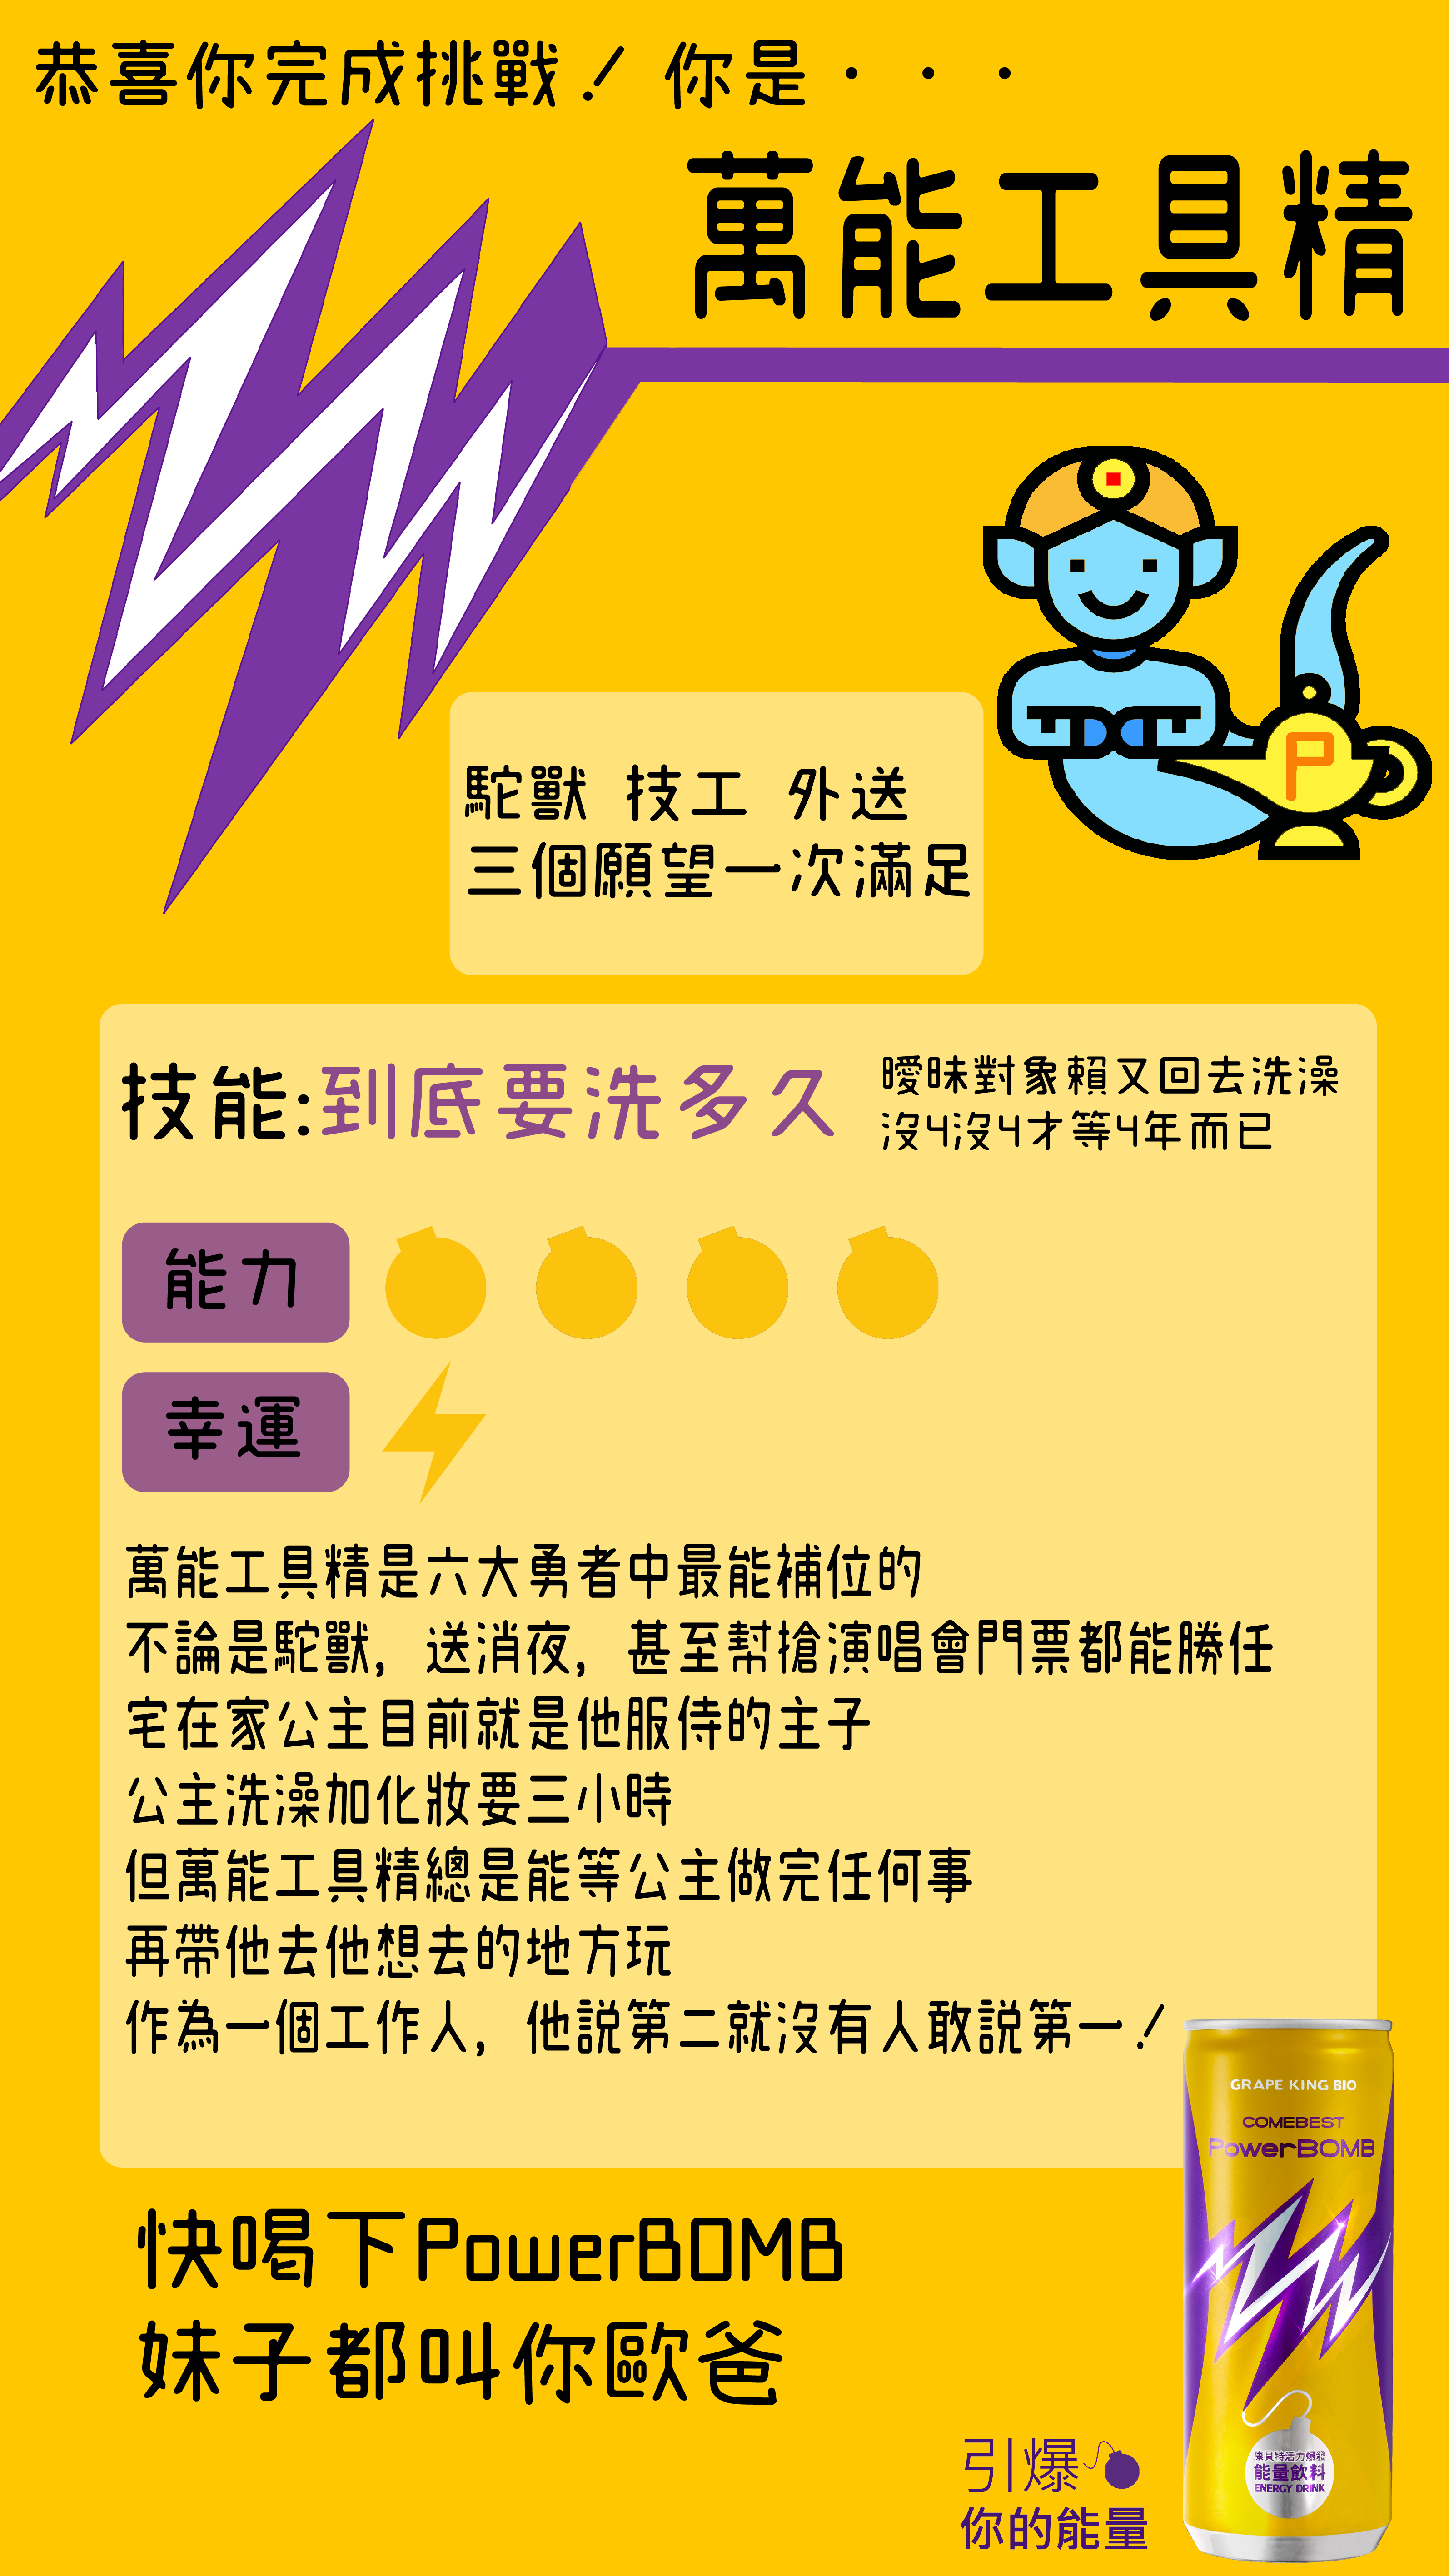 恭喜你完成挑戰！你是・・・
萬能工具精
P
駝獸 技工 外送
三個願望一次滿足
技能:到底要洗多久
曖昧對象賴又回去洗澡
沒4沒4才等4年而已
能力
幸運
萬能工具精是六大勇者中最能補位的
不論是駝獸，送消夜，甚至幫搶演唱會門票都能勝任
宅在家公主目前就是他服侍的主子
公主洗澡加化妝要三小時
但萬能工具精總是能等公主做完任何事
再帶他去他想去的地方玩
作為一個工作人，他説第二就沒有人敢説第一！
GRAPE KING BIO
COMEBEST
PowerBOMB
康貝特活力爆發
能量飲料
ENERGY DRINK
快喝下PowerBOMB
妹子都叫你歐爸
引爆
你的能量